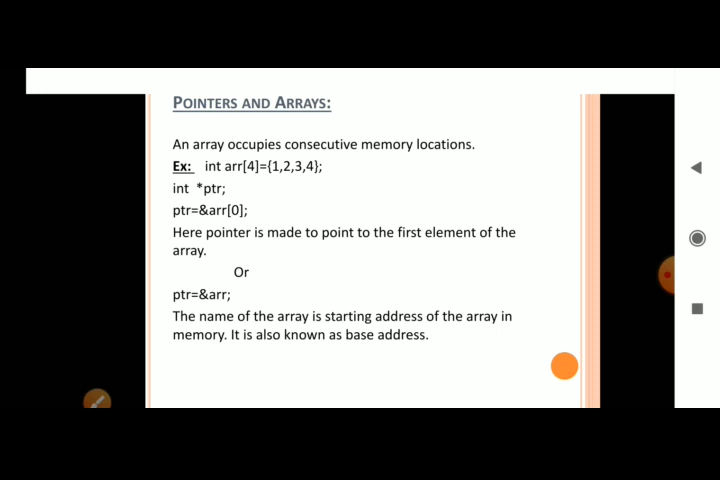 POINTERS AND ARRAYS:
An array occupies consecutive memory locations.
Ex: int arr[4]={1,2,3,4};
int *ptr;
ptr=&arr[0];
Here pointer is made to point to the first element of the
array.
Or
ptr=&arr;
The name of the array is starting address of the array in
memory. It is also known as base address.